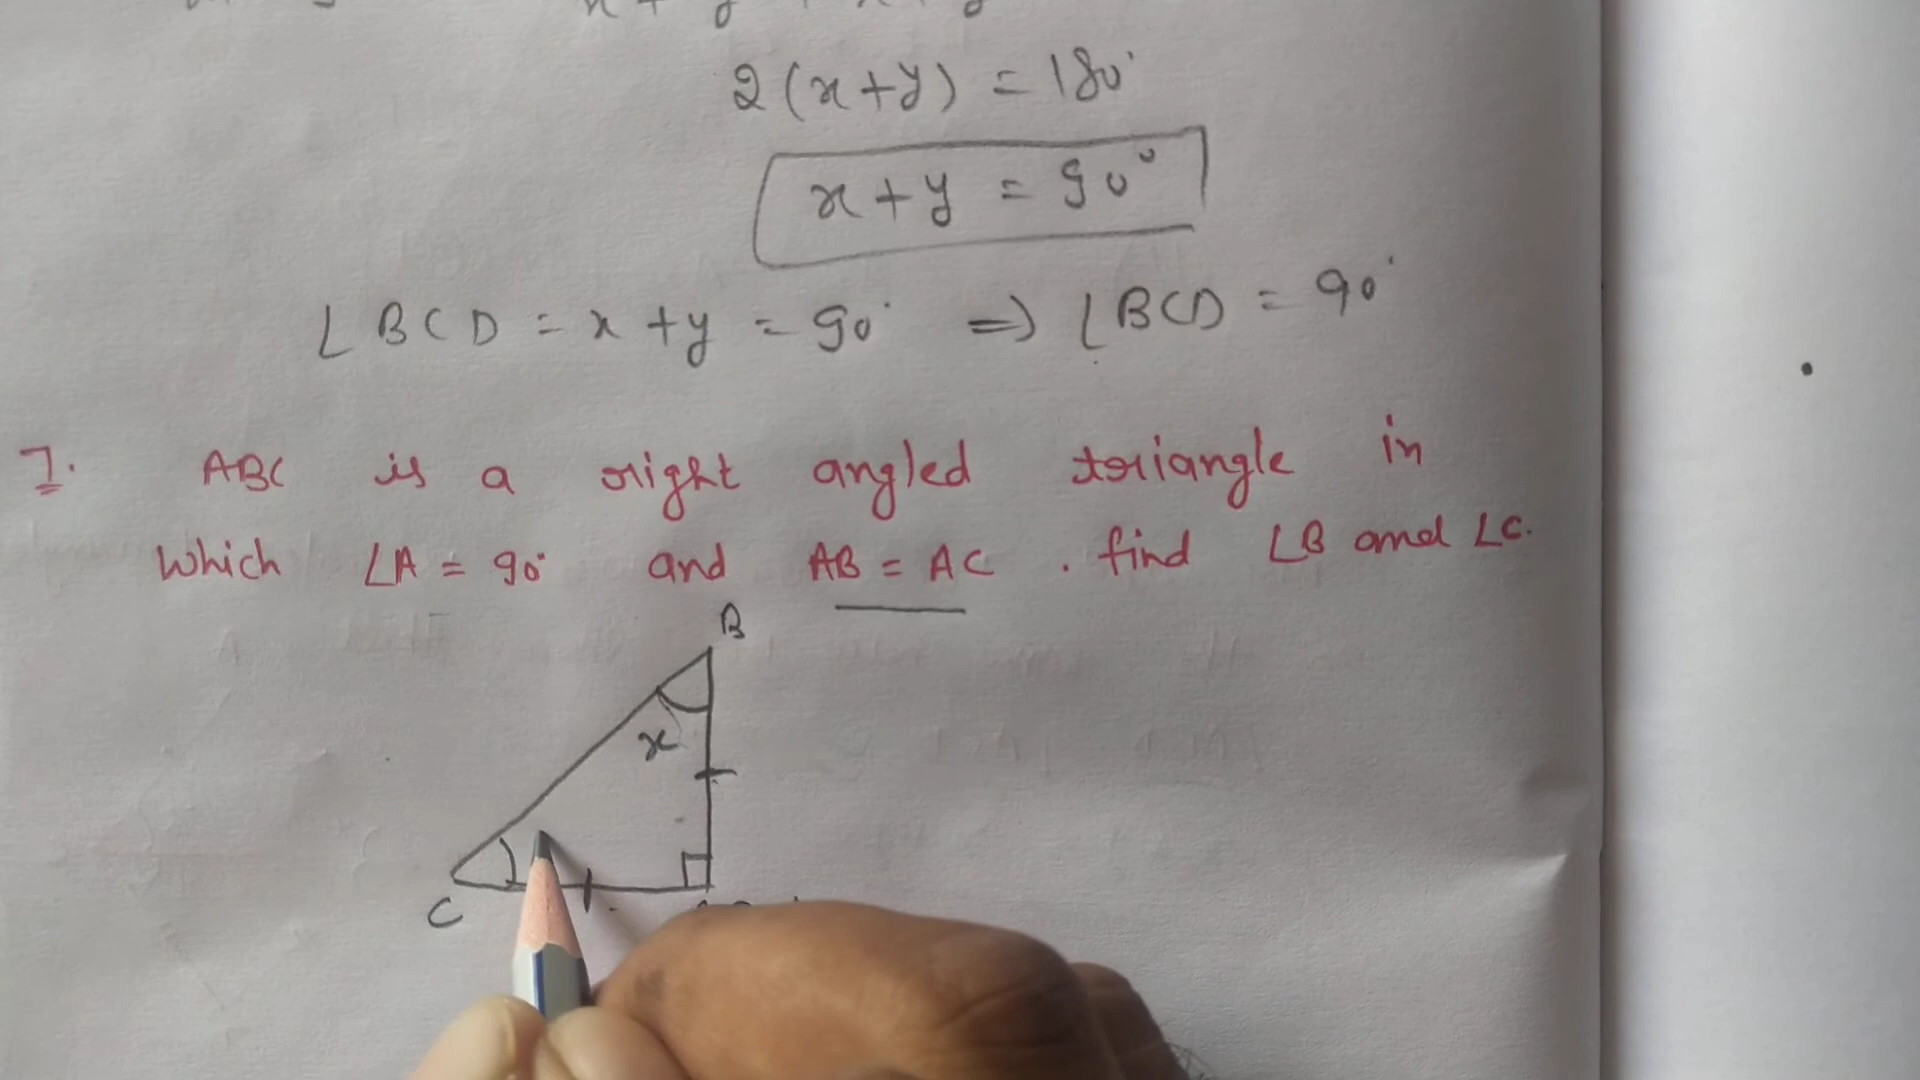 2(x+y) = 180°
x+y = 90°
∠BCD = x+y = 90° ⇒ ∠BCD = 90°
7. ABC is a right angled triangle in
which ∠A = 90° and AB = AC . find ∠B and ∠C.
B
x
C